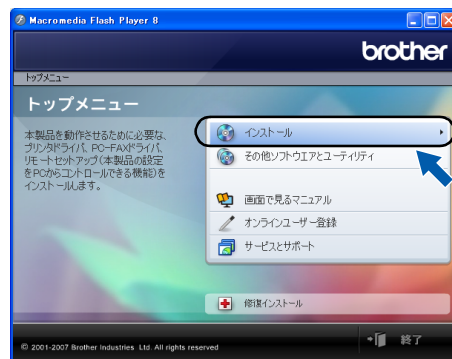 Macromedia Flash Player 8
brother
トップメニュー
トップメニュー
本製品を動作させるために必要な、
プリンタドライバ、PC-FAXドライバ、
リモートセットアップ(本製品の設定
をPCからコントロールできる機能)を
インストールします。
インストール
その他ソフトウエアとユーティリティ
画面で見るマニュアル
オンラインユーザー登録
サービスとサポート
修復インストール
© 2001-2007 Brother Industries Ltd. All rights reserved
終了